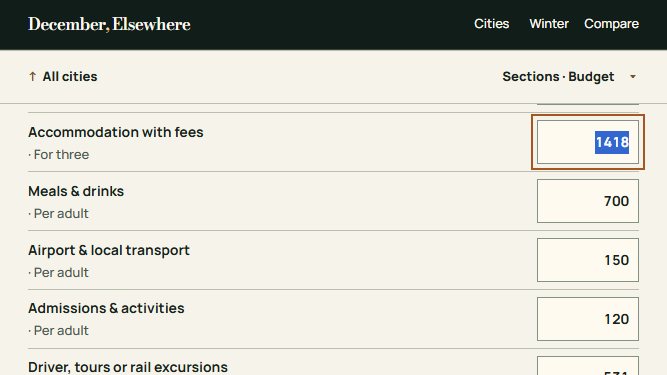 December, Elsewhere
Cities Winter Compare
↑ All cities
Sections · Budget
Accommodation with fees
· For three
1418
Meals & drinks
· Per adult
700
Airport & local transport
· Per adult
150
Admissions & activities
· Per adult
120
Driver, tours or rail excursions